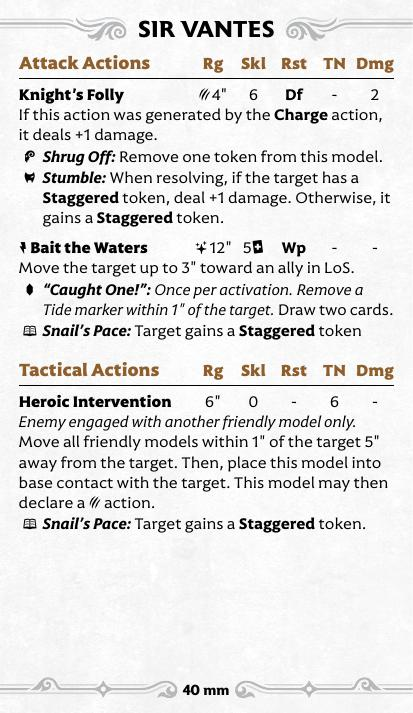 SIR VANTES
Attack Actions Rg Skl Rst TN Dmg
Knight's Folly 4" 6 Df - 2
If this action was generated by the Charge action,
it deals +1 damage.
Shrug Off: Remove one token from this model.
Stumble: When resolving, if the target has a
Staggered token, deal +1 damage. Otherwise, it
gains a Staggered token.
Bait the Waters 12" 5 Wp - -
Move the target up to 3" toward an ally in LoS.
"Caught One!": Once per activation. Remove a
Tide marker within 1" of the target. Draw two cards.
Snail's Pace: Target gains a Staggered token
Tactical Actions Rg Skl Rst TN Dmg
Heroic Intervention 6" 0 - 6 -
Enemy engaged with another friendly model only.
Move all friendly models within 1" of the target 5"
away from the target. Then, place this model into
base contact with the target. This model may then
declare a action.
Snail's Pace: Target gains a Staggered token.
40 mm